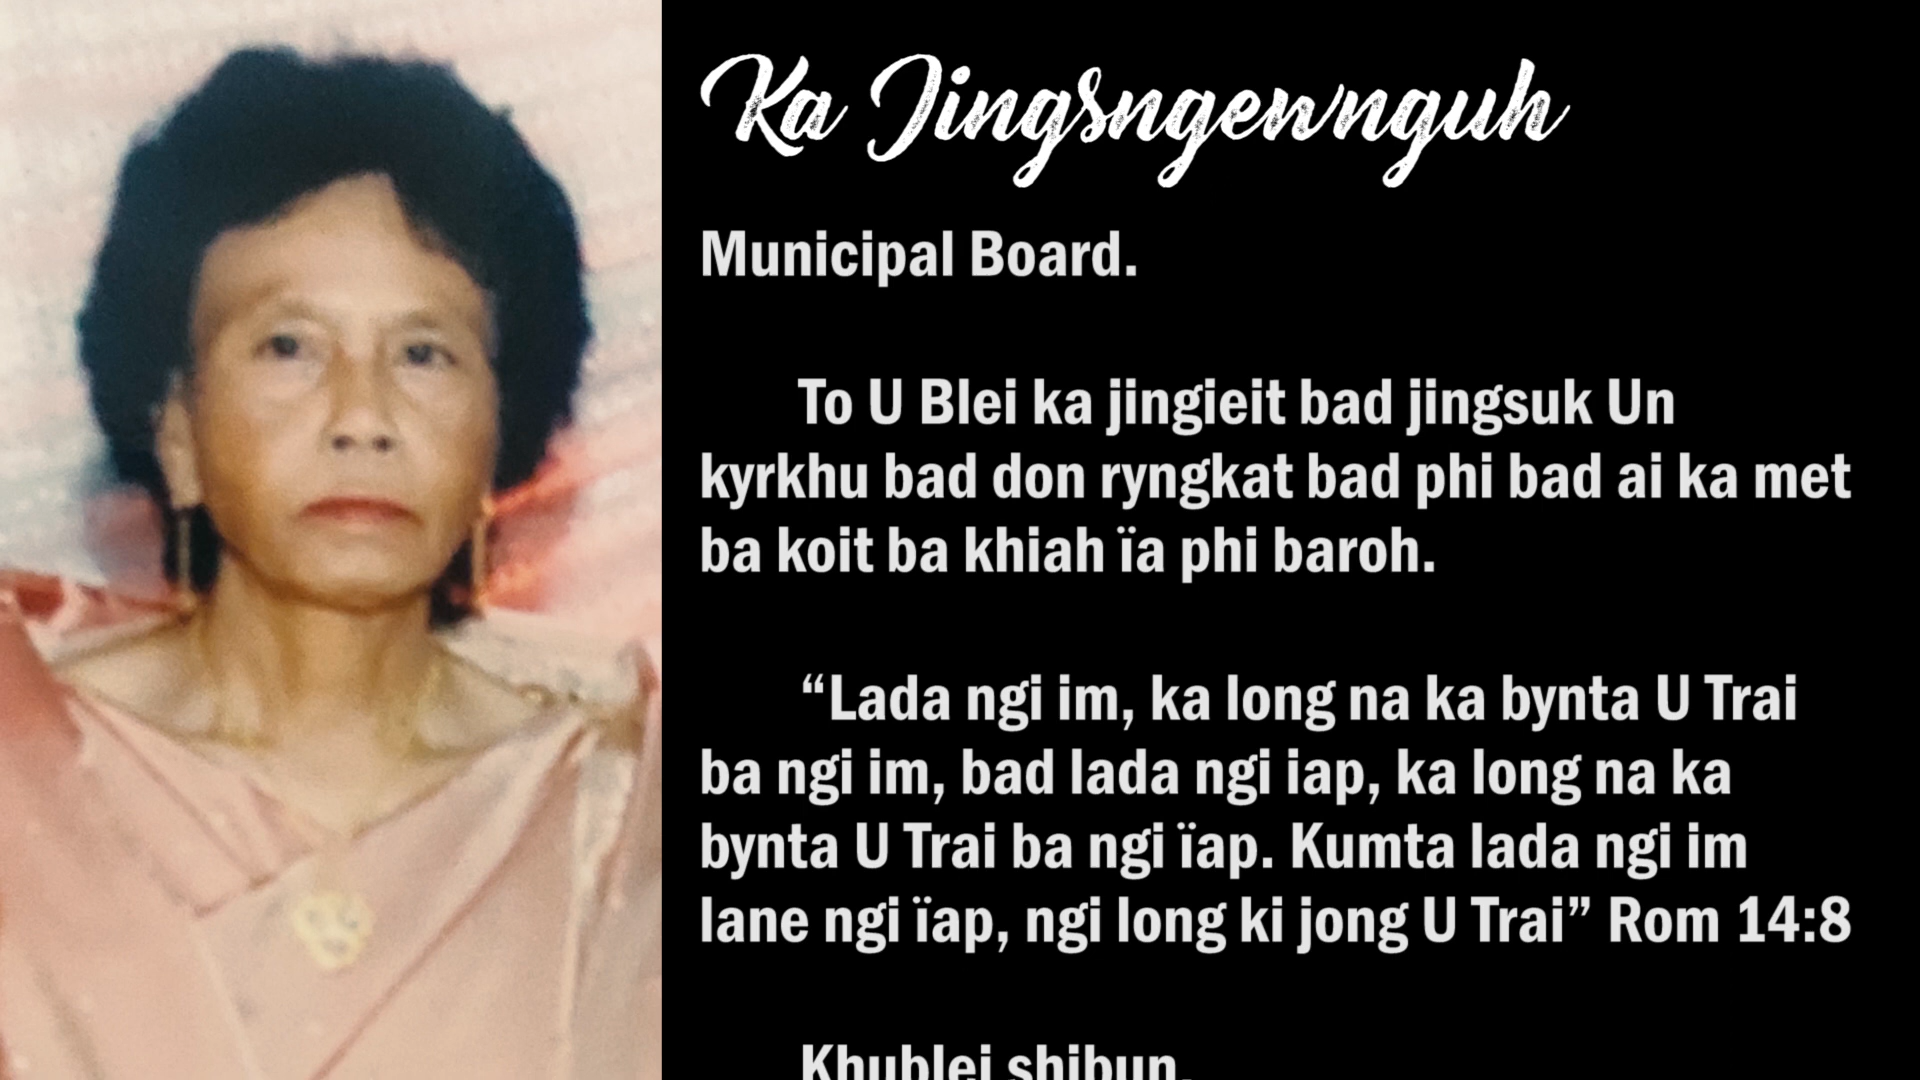 Ka Jingsngewnguh
Municipal Board.
To U Blei ka jingieit bad jingsuk Un
kyrkhu bad don ryngkat bad phi bad ai ka met
ba koit ba khiah ïa phi baroh.
“Lada ngi im, ka long na ka bynta U Trai
ba ngi im, bad lada ngi iap, ka long na ka
bynta U Trai ba ngi ïap. Kumta lada ngi im
lane ngi ïap, ngi long ki jong U Trai” Rom 14:8
Khublei shibun.